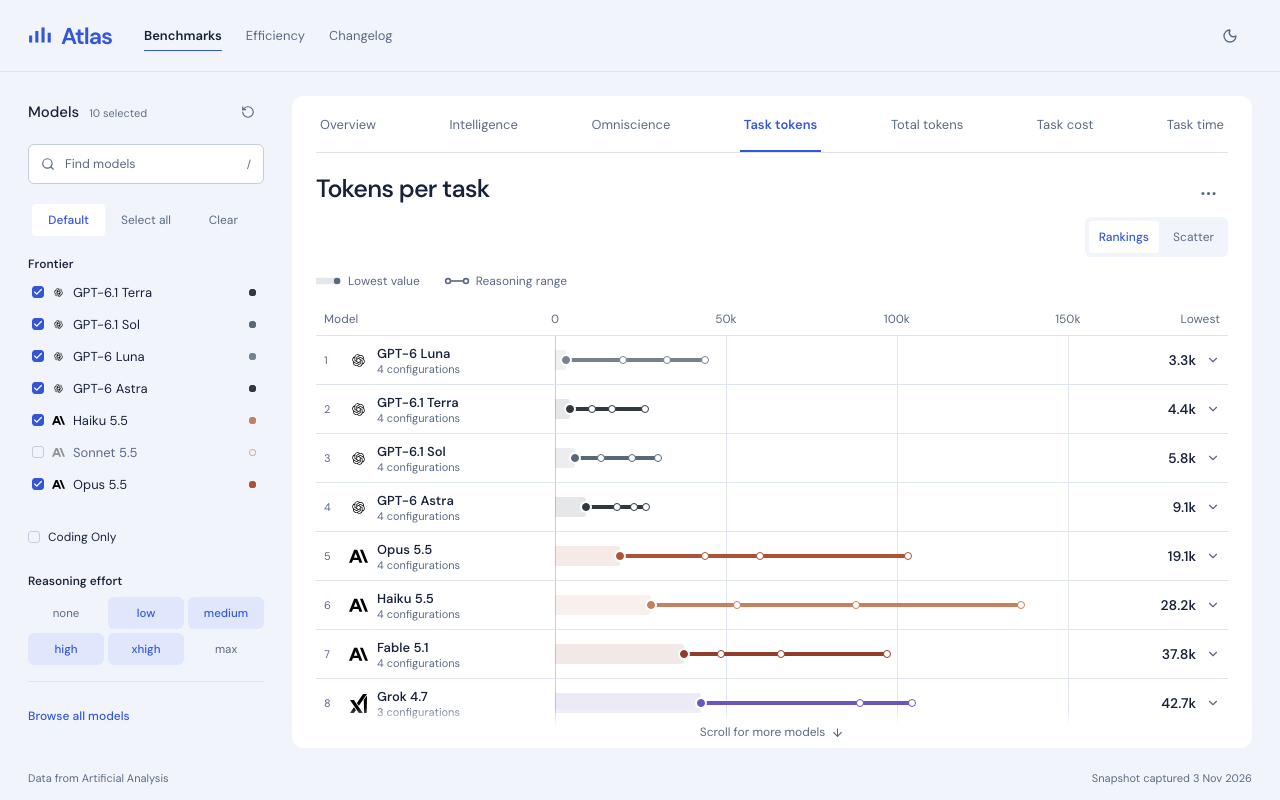 Atlas
Benchmarks
Efficiency
Changelog
Models 10 selected
Find models /
Default Select all Clear
Frontier
GPT-6.1 Terra
GPT-6.1 Sol
GPT-6 Luna
GPT-6 Astra
Haiku 5.5
Sonnet 5.5
Opus 5.5
Coding Only
Reasoning effort
none low medium
high xhigh max
Browse all models
Overview Intelligence Omniscience Task tokens Total tokens Task cost Task time
Tokens per task
Rankings Scatter
Lowest value Reasoning range
Model 0 50k 100k 150k Lowest
1 GPT-6 Luna 3.3k
4 configurations
2 GPT-6.1 Terra 4.4k
4 configurations
3 GPT-6.1 Sol 5.8k
4 configurations
4 GPT-6 Astra 9.1k
4 configurations
5 Opus 5.5 19.1k
4 configurations
6 Haiku 5.5 28.2k
4 configurations
7 Fable 5.1 37.8k
4 configurations
8 Grok 4.7 42.7k
3 configurations
Scroll for more models
Data from Artificial Analysis
Snapshot captured 3 Nov 2026